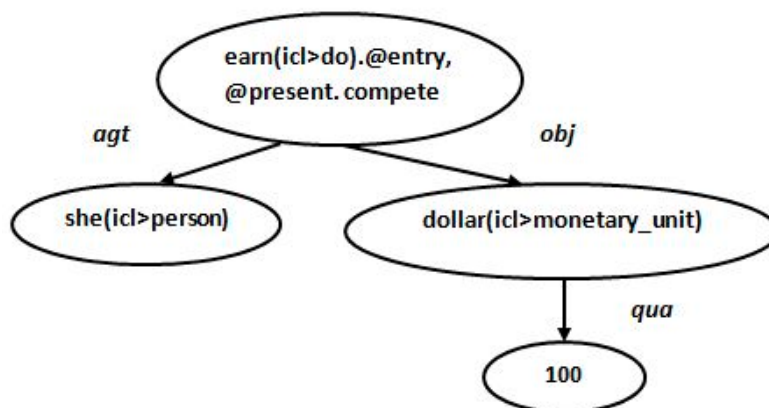 earn(icl>do).@entry,
@present. compete
agt
obj
she(icl>person)
dollar(icl>monetary_unit)
qua
100